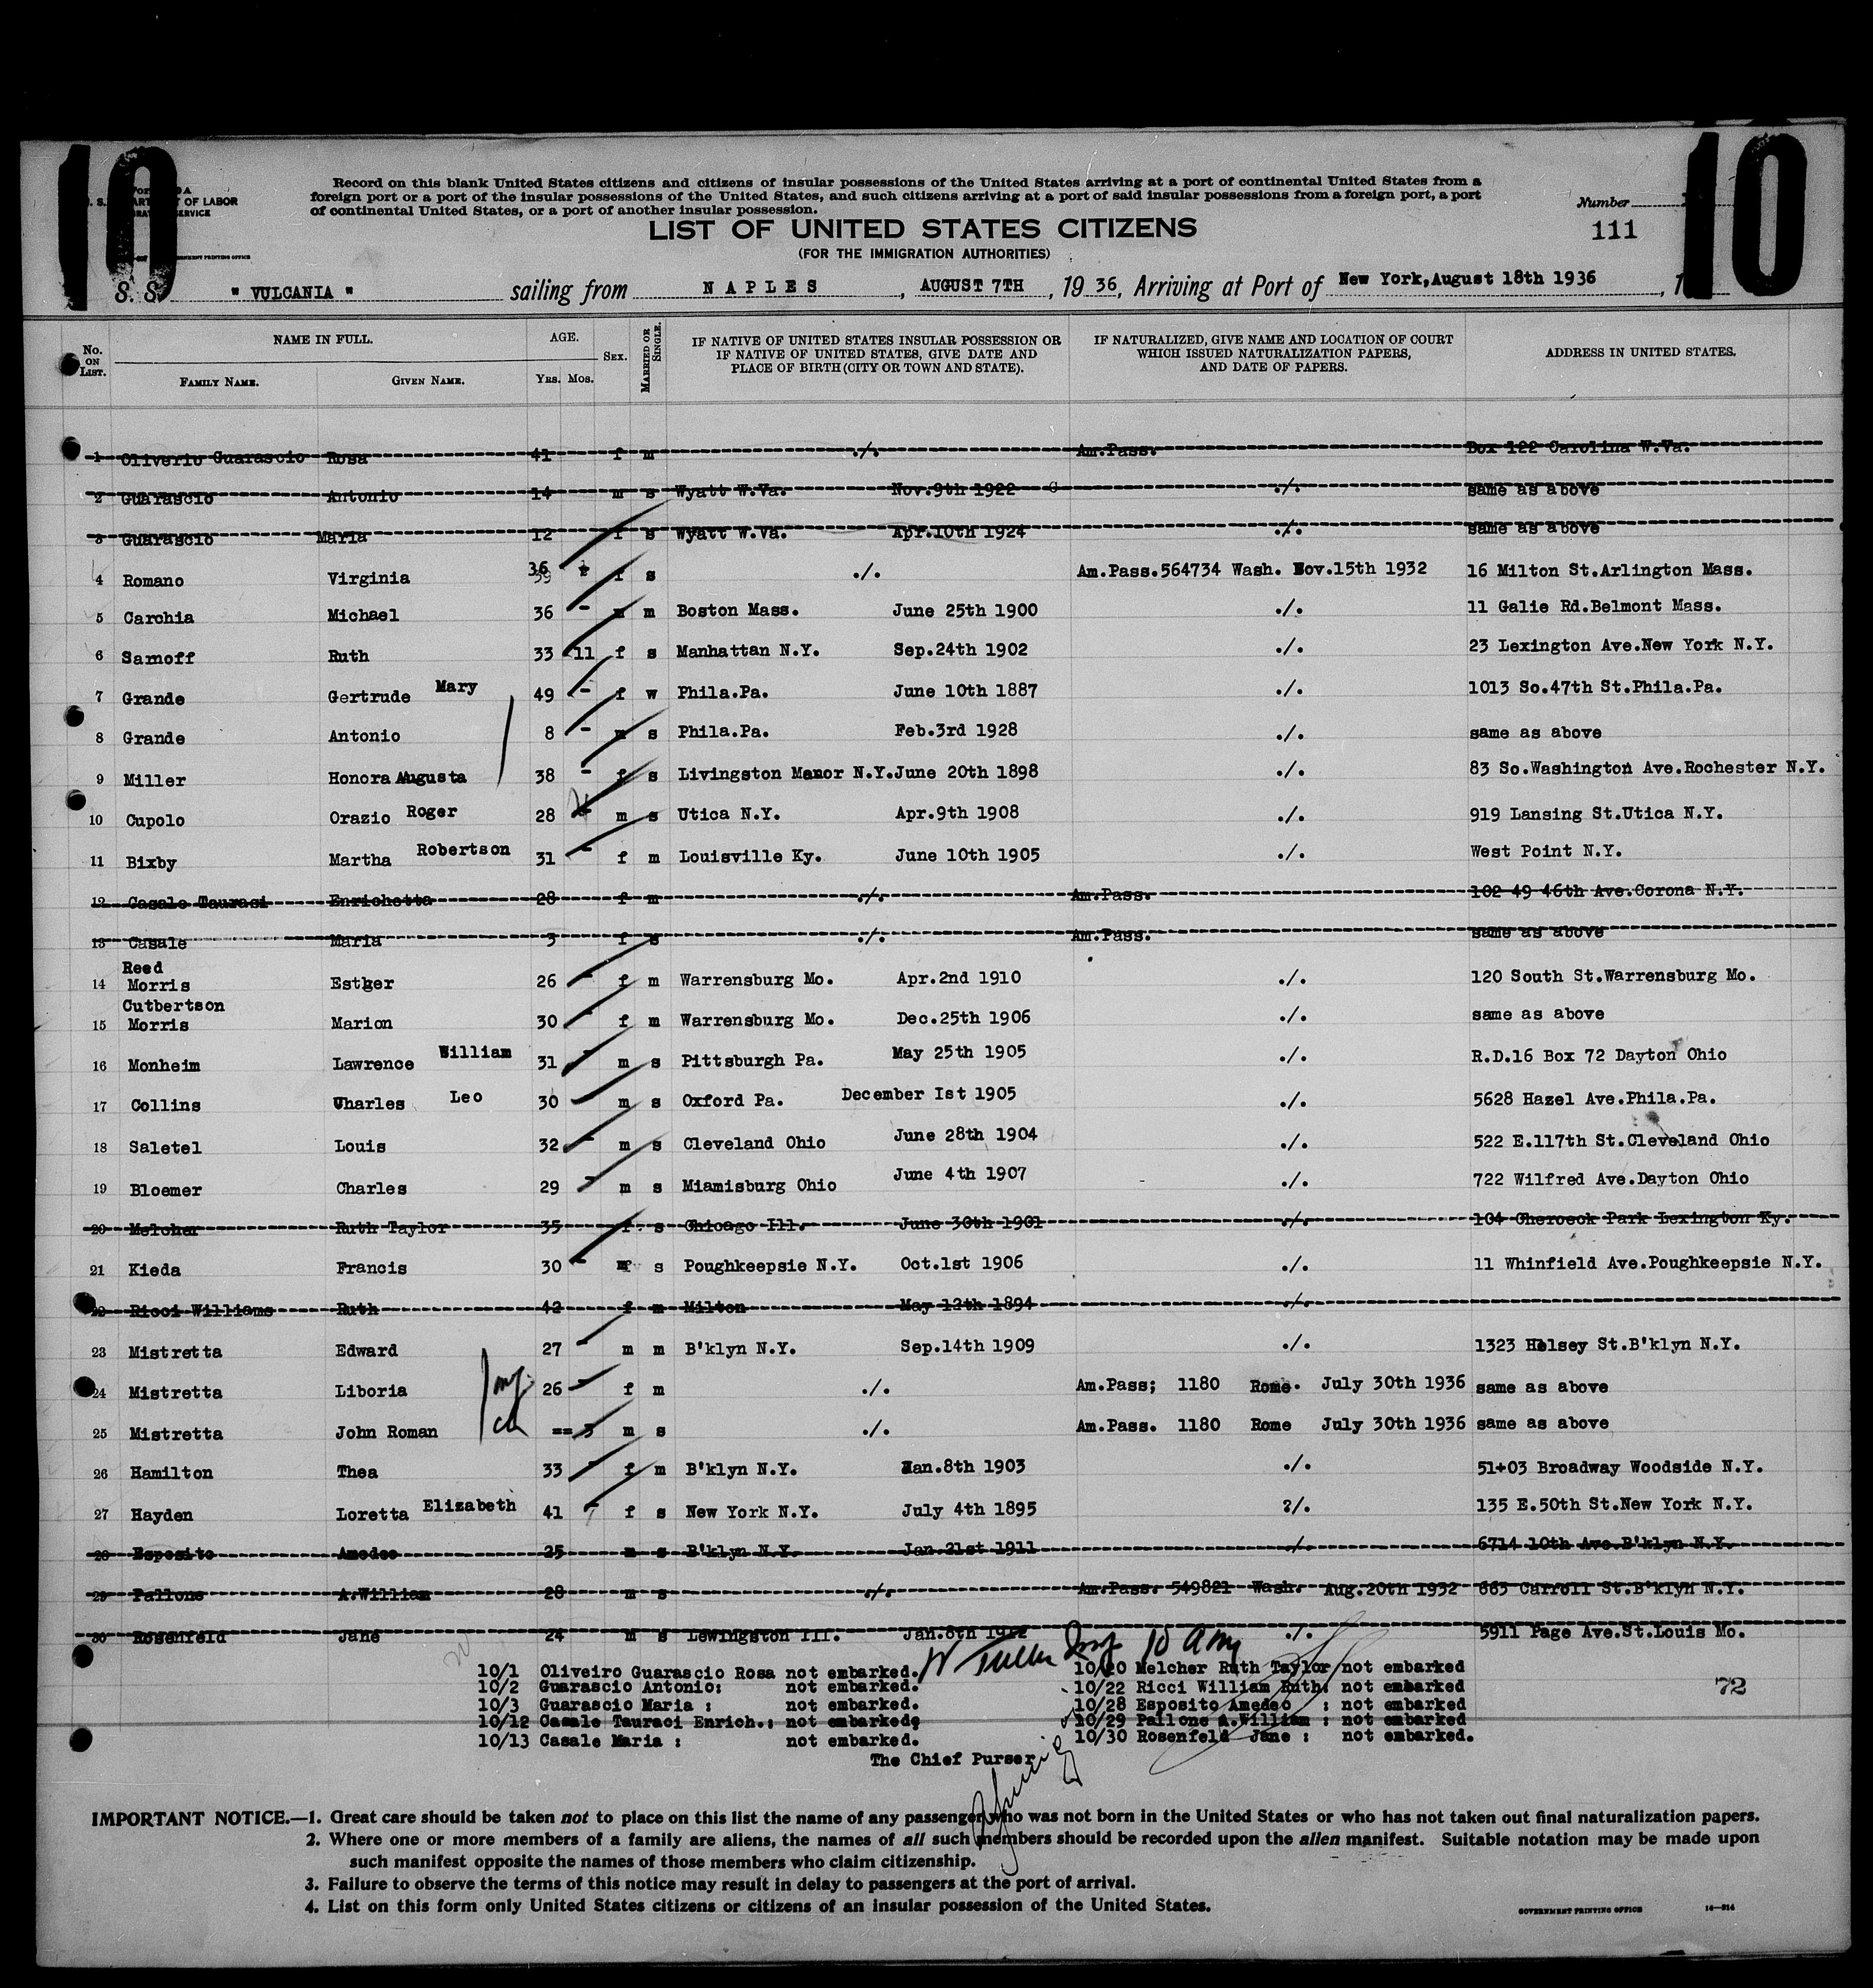 10
10
Record on this blank United States citizens and citizens of insular possessions of the United States arriving at a port of continental United States from a
foreign port or a port of the insular possessions of the United States, and such citizens arriving at a port of said insular possessions from a foreign port, a port
of continental United States, or a port of another insular possession.
OF LABOR
SERVICE
Number
LIST OF UNITED STATES CITIZENS
111
(FOR THE IMMIGRATION AUTHORITIES)
S. S. " VULCANIA " sailing from NAPLES, AUGUST 7TH, 1936, Arriving at Port of New York, August 18th 1936
No. ON LIST. NAME IN FULL. FAMILY NAME. GIVEN NAME. AGE. YRS. MOS. SEX. MARRIED OR SINGLE. IF NATIVE OF UNITED STATES INSULAR POSSESSION OR IF NATIVE OF UNITED STATES, GIVE DATE AND PLACE OF BIRTH (CITY OR TOWN AND STATE). IF NATURALIZED, GIVE NAME AND LOCATION OF COURT WHICH ISSUED NATURALIZATION PAPERS, AND DATE OF PAPERS. ADDRESS IN UNITED STATES.
1 Oliverio Guarascio Rosa 41 f m ./. Am.Pass. Box 122 Carolina W.Va.
2 Guarascio Antonio 14 m s Wyatt W.Va. Nov.9th 1922 ./. same as above
3 Guarascio Maria 12 f s Wyatt W.Va. Apr.10th 1924 ./. same as above
4 Romano Virginia 36 f s ./. Am.Pass.564734 Wash. Nov.15th 1932 16 Milton St.Arlington Mass.
5 Carchia Michael 36 - m m Boston Mass. June 25th 1900 ./. 11 Galie Rd.Belmont Mass.
6 Sarnoff Ruth 33 11 f s Manhattan N.Y. Sep.24th 1902 ./. 23 Lexington Ave.New York N.Y.
7 Grande Gertrude Mary 49 - f w Phila.Pa. June 10th 1887 ./. 1013 So.47th St.Phila.Pa.
8 Grande Antonio 8 - m s Phila.Pa. Feb.3rd 1928 ./. same as above
9 Miller Honora Augusta 38 - f s Livingston Manor N.Y.June 20th 1898 ./. 83 So.Washington Ave.Rochester N.Y.
10 Cupolo Orazio Roger 28 m s Utica N.Y. Apr.9th 1908 ./. 919 Lansing St.Utica N.Y.
11 Bixby Martha Robertson 31 - f m Louisville Ky. June 10th 1905 ./. West Point N.Y.
12 Casale Taurasi Enrichetta 28 f m ./. Am.Pass. 102 49 46th Ave.Corona N.Y.
13 Casale Maria 3 f s ./. Am.Pass. same as above
14 Reed Morris Esther 26 - f m Warrensburg Mo. Apr.2nd 1910 ./. 120 South St.Warrensburg Mo.
15 Cutbertson Morris Marion 30 - f m Warrensburg Mo. Dec.25th 1906 ./. same as above
16 Monheim Lawrence William 31 - m s Pittsburgh Pa. May 25th 1905 ./. R.D.16 Box 72 Dayton Ohio
17 Collins Charles Leo 30 m s Oxford Pa. December Ist 1905 ./. 5628 Hazel Ave.Phila.Pa.
18 Saletel Louis 32 - m s Cleveland Ohio June 28th 1904 ./. 522 E.117th St.Cleveland Ohio
19 Bloemer Charles 29 - m s Miamisburg Ohio June 4th 1907 ./. 722 Wilfred Ave.Dayton Ohio
20 Melcher Ruth Taylor 35 f s Chicago Ill. June 30th 1901 ./. 104 Cheroeck Park Lexington Ky.
21 Kieda Francis 30 - s Poughkeepsie N.Y. Oct.1st 1906 ./. 11 Whinfield Ave.Poughkeepsie N.Y.
22 Ricci Williams Ruth 42 f m Milton May 12th 1894 ./.
23 Mistretta Edward 27 - m m B'klyn N.Y. Sep.14th 1909 ./. 1323 Halsey St.B'klyn N.Y.
24 Mistretta Liboria 26 - f m ./. Am.Pass; 1180 Rome. July 30th 1936 same as above
25 Mistretta John Roman == 3 m s ./. Am.Pass. 1180 Rome July 30th 1936 same as above
26 Hamilton Thea 33 - f m B'klyn N.Y. Jan.8th 1903 ./. 51+03 Broadway Woodside N.Y.
27 Hayden Loretta Elizabeth 41 f s New York N.Y. July 4th 1895 ?/. 135 E.50th St.New York N.Y.
28 Esposito Amedeo 25 m s B'klyn N.Y. Jan.21st 1911 ./. 6714 10th Ave.B'klyn N.Y.
29 Pallone A.William 28 m s ./. Am.Pass. 549821 Wash. Aug.20th 1932 663 Carroll St.B'klyn N.Y.
30 Rosenfeld Jane 24 m s Lewingston Ill. Jan.8th 1912 ./. 5911 Page Ave.St.Louis Mo.
10/1 Oliveiro Guarascio Rosa not embarked. 10/20 Melcher Ruth Taylor not embarked
10/2 Guarascio Antonio: not embarked. 10/22 Ricci William Ruth: not embarked
72
10/3 Guarascio Maria : not embarked. 10/28 Esposito Amedeo : not embarked
10/12 Casale Tauraci Enrich.: not embarked; 10/29 Pallone A.William : not embarked
10/13 Casale Maria : not embarked. 10/30 Rosenfeld Jane : not embarked.
The Chief Purser
IMPORTANT NOTICE.—1. Great care should be taken not to place on this list the name of any passenger who was not born in the United States or who has not taken out final naturalization papers.
2. Where one or more members of a family are aliens, the names of all such members should be recorded upon the alien manifest. Suitable notation may be made upon
such manifest opposite the names of those members who claim citizenship.
3. Failure to observe the terms of this notice may result in delay to passengers at the port of arrival.
4. List on this form only United States citizens or citizens of an insular possession of the United States.
GOVERNMENT PRINTING OFFICE